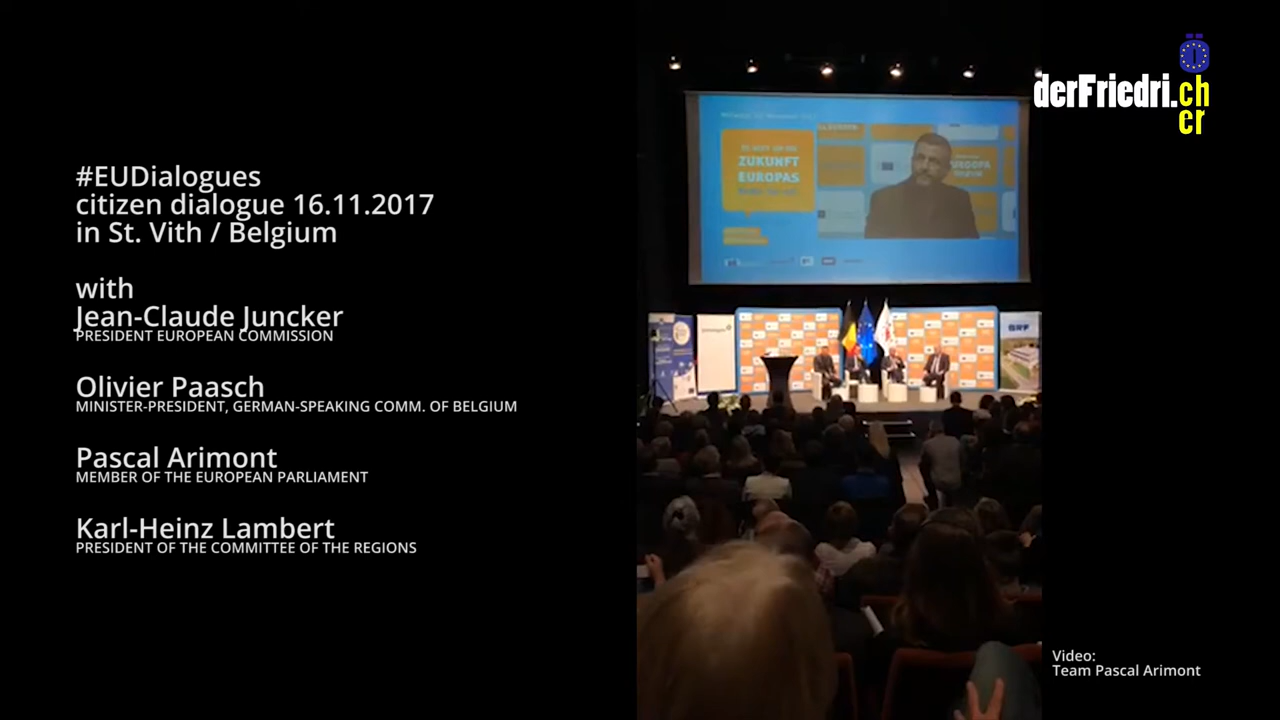 #EUDialogues
citizen dialogue 16.11.2017
in St. Vith / Belgium
with
Jean-Claude Juncker
PRESIDENT EUROPEAN COMMISSION
Olivier Paasch
MINISTER-PRESIDENT, GERMAN-SPEAKING COMM. OF BELGIUM
Pascal Arimont
MEMBER OF THE EUROPEAN PARLIAMENT
Karl-Heinz Lambert
PRESIDENT OF THE COMMITTEE OF THE REGIONS
derFriedri.ch
er
ZUKUNFT
EUROPAS
BRF
Video:
Team Pascal Arimont